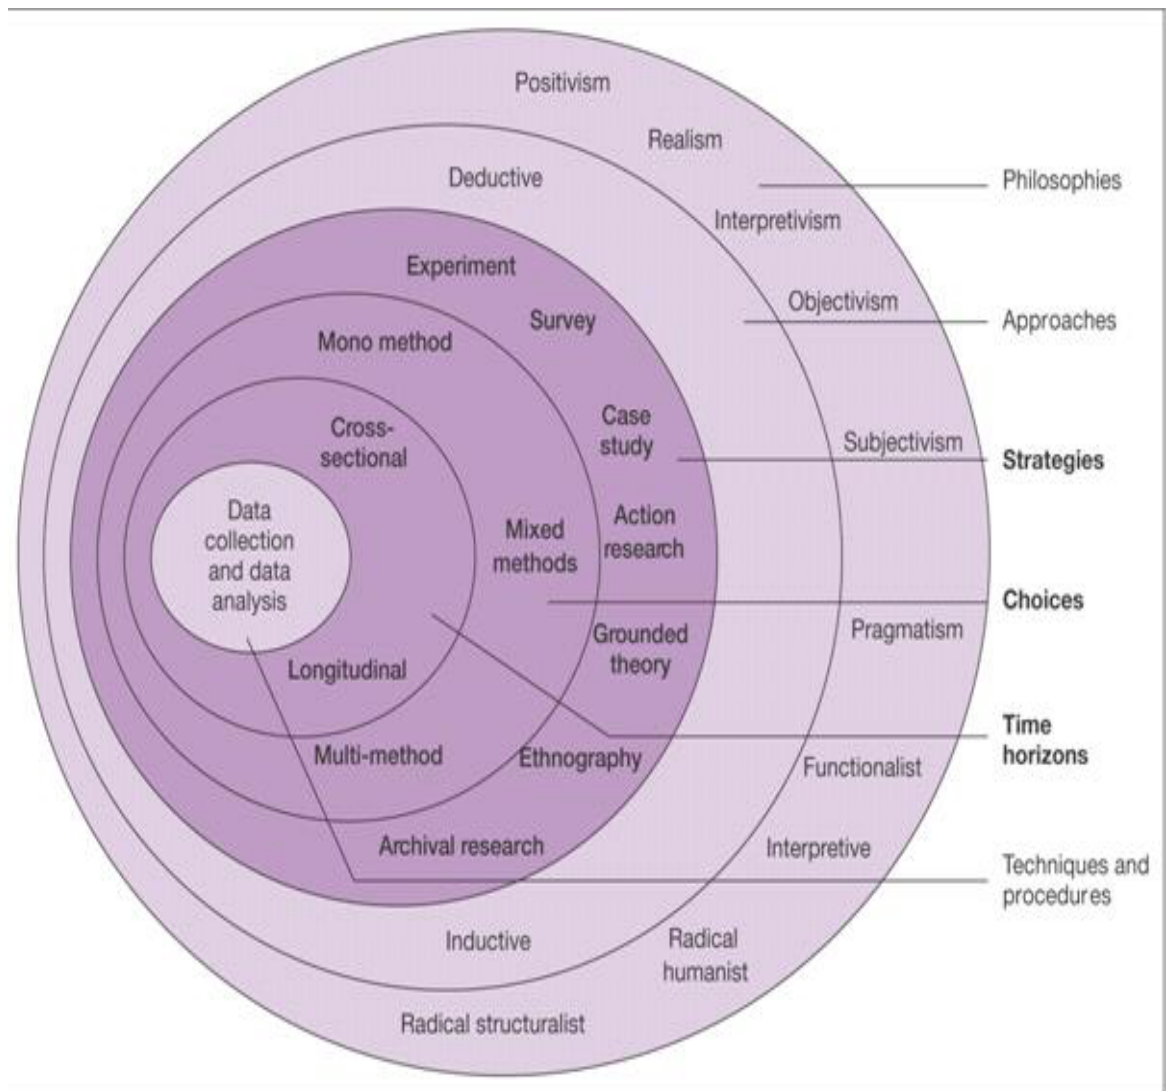 Positivism
Realism
Philosophies
Deductive
Interpretivism
Experiment
Objectivism
Survey
Approaches
Mono method
Case
study
Cross-
sectional
Subjectivism
Strategies
Data
collection
and data
analysis
Mixed
methods
Action
research
Choices
Pragmatism
Grounded
theory
Longitudinal
Time
horizons
Multi-method
Ethnography
Functionalist
Archival research
Interpretive
Techniques and
procedures
Inductive
Radical
humanist
Radical structuralist